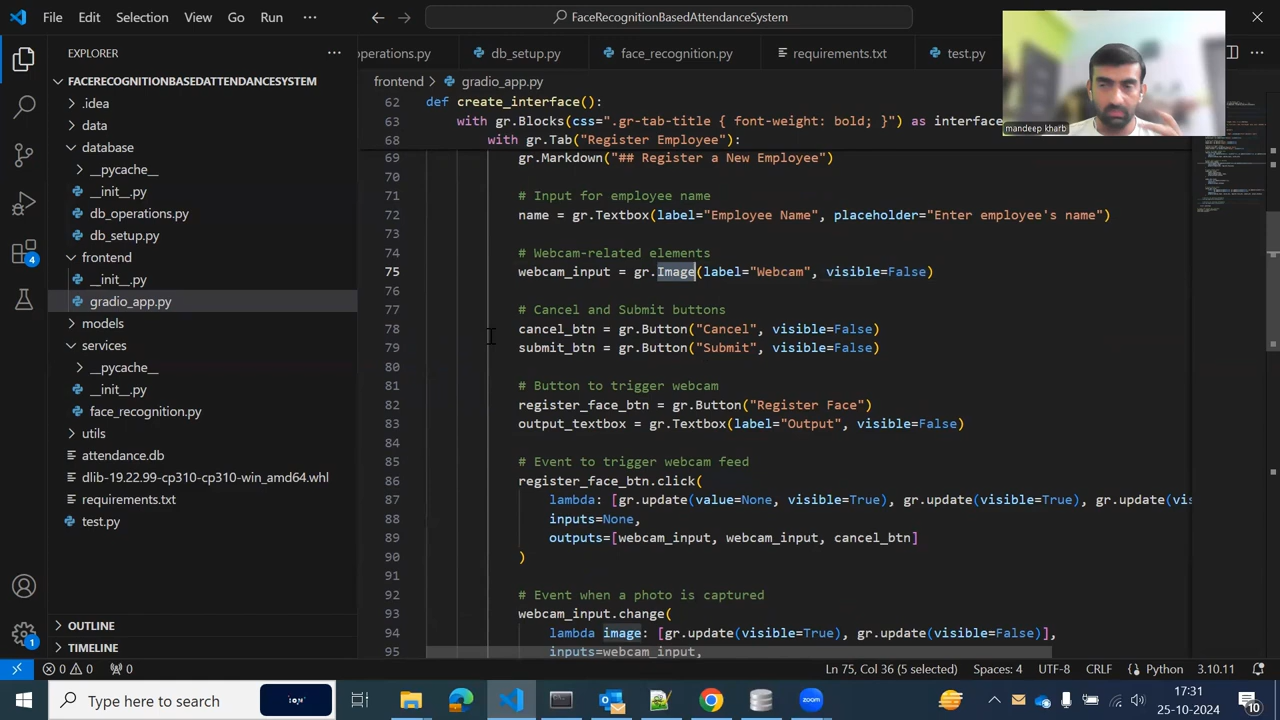 File Edit Selection View Go Run ···
FaceRecognitionBasedAttendanceSystem
mandeep kharb
EXPLORER
FACERECOGNITIONBASEDATTENDANCESYSTEM
.idea
data
database
__pycache__
__init__.py
db_operations.py
db_setup.py
frontend
__init__.py
gradio_app.py
models
services
__pycache__
__init__.py
face_recognition.py
utils
attendance.db
dlib-19.22.99-cp310-cp310-win_amd64.whl
requirements.txt
test.py
OUTLINE
TIMELINE
4
1
operations.py db_setup.py face_recognition.py requirements.txt test.py
frontend > gradio_app.py
62 def create_interface():
63 with gr.Blocks(css=".gr-tab-title { font-weight: bold; }") as interfac
68 with Tab("Register Employee"):
69 gr.Markdown("## Register a New Employee")
70
71 put for employee name
72 ame = gr.Textbox(label="Employee Name", placeholder="Enter employee's name")
73
74 # Webcam-related elements
75 webcam_input = gr.Image(label="Webcam", visible=False)
76
77 # Cancel and Submit buttons
78 cancel_btn = gr.Button("Cancel", visible=False)
79 submit_btn = gr.Button("Submit", visible=False)
80
81 # Button to trigger webcam
82 register_face_btn = gr.Button("Register Face")
83 output_textbox = gr.Textbox(label="Output", visible=False)
84
85 # Event to trigger webcam feed
86 register_face_btn.click(
87 lambda: [gr.update(value=None, visible=True), gr.update(visible=True), gr.update(vis
88 inputs=None,
89 outputs=[webcam_input, webcam_input, cancel_btn]
90 )
91
92 # Event when a photo is captured
93 webcam_input.change(
94 lambda image: [gr.update(visible=True), gr.update(visible=False)],
95 inputs=webcam_input,
0 0 0 Ln 75, Col 36 (5 selected) Spaces: 4 UTF-8 CRLF Python 3.10.11
Type here to search
17:31
25-10-2024
10
zoom